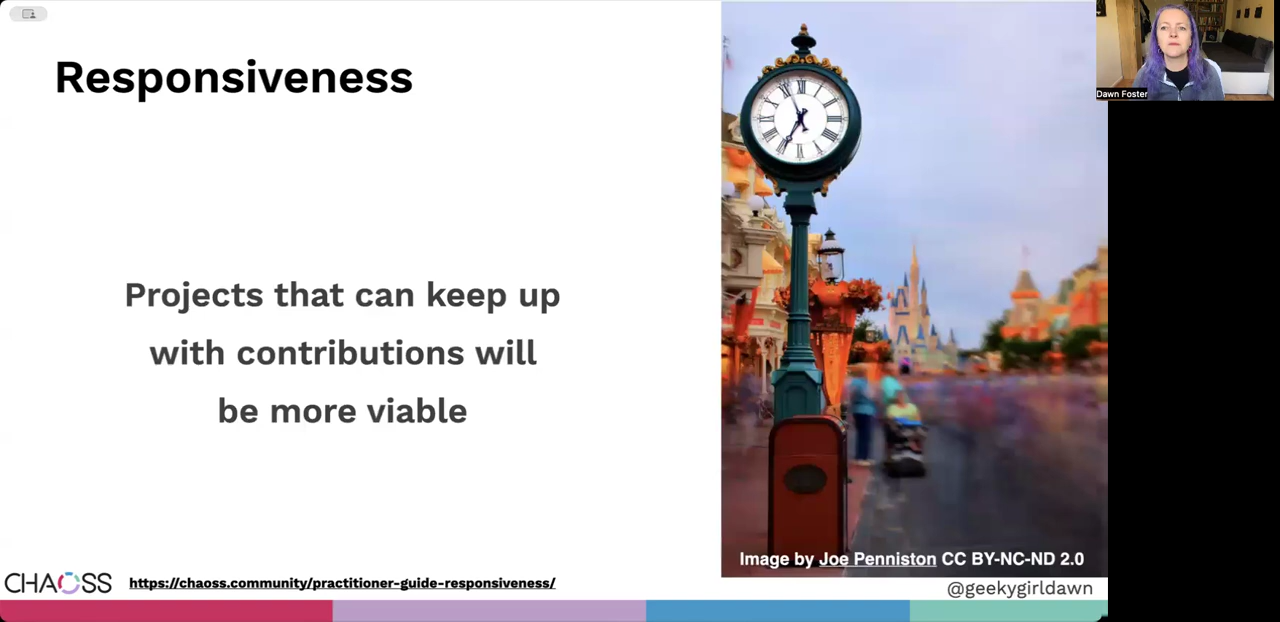 Responsiveness
Projects that can keep up
with contributions will
be more viable
Image by Joe Penniston CC BY-NC-ND 2.0
CHAOSS
https://chaoss.community/practitioner-guide-responsiveness/
@geekygirldawn
Dawn Foster